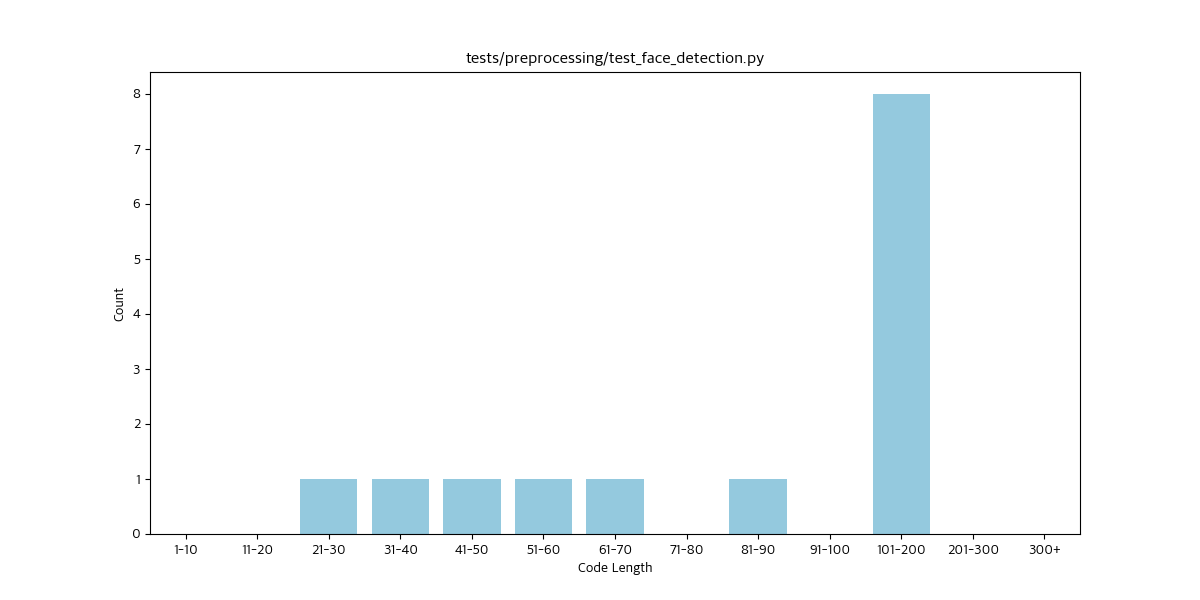 tests/preprocessing/test_face_detection.py
8
7
6
5
4
3
2
1
0
Count
1-10 11-20 21-30 31-40 41-50 51-60 61-70 71-80 81-90 91-100 101-200 201-300 300+
Code Length